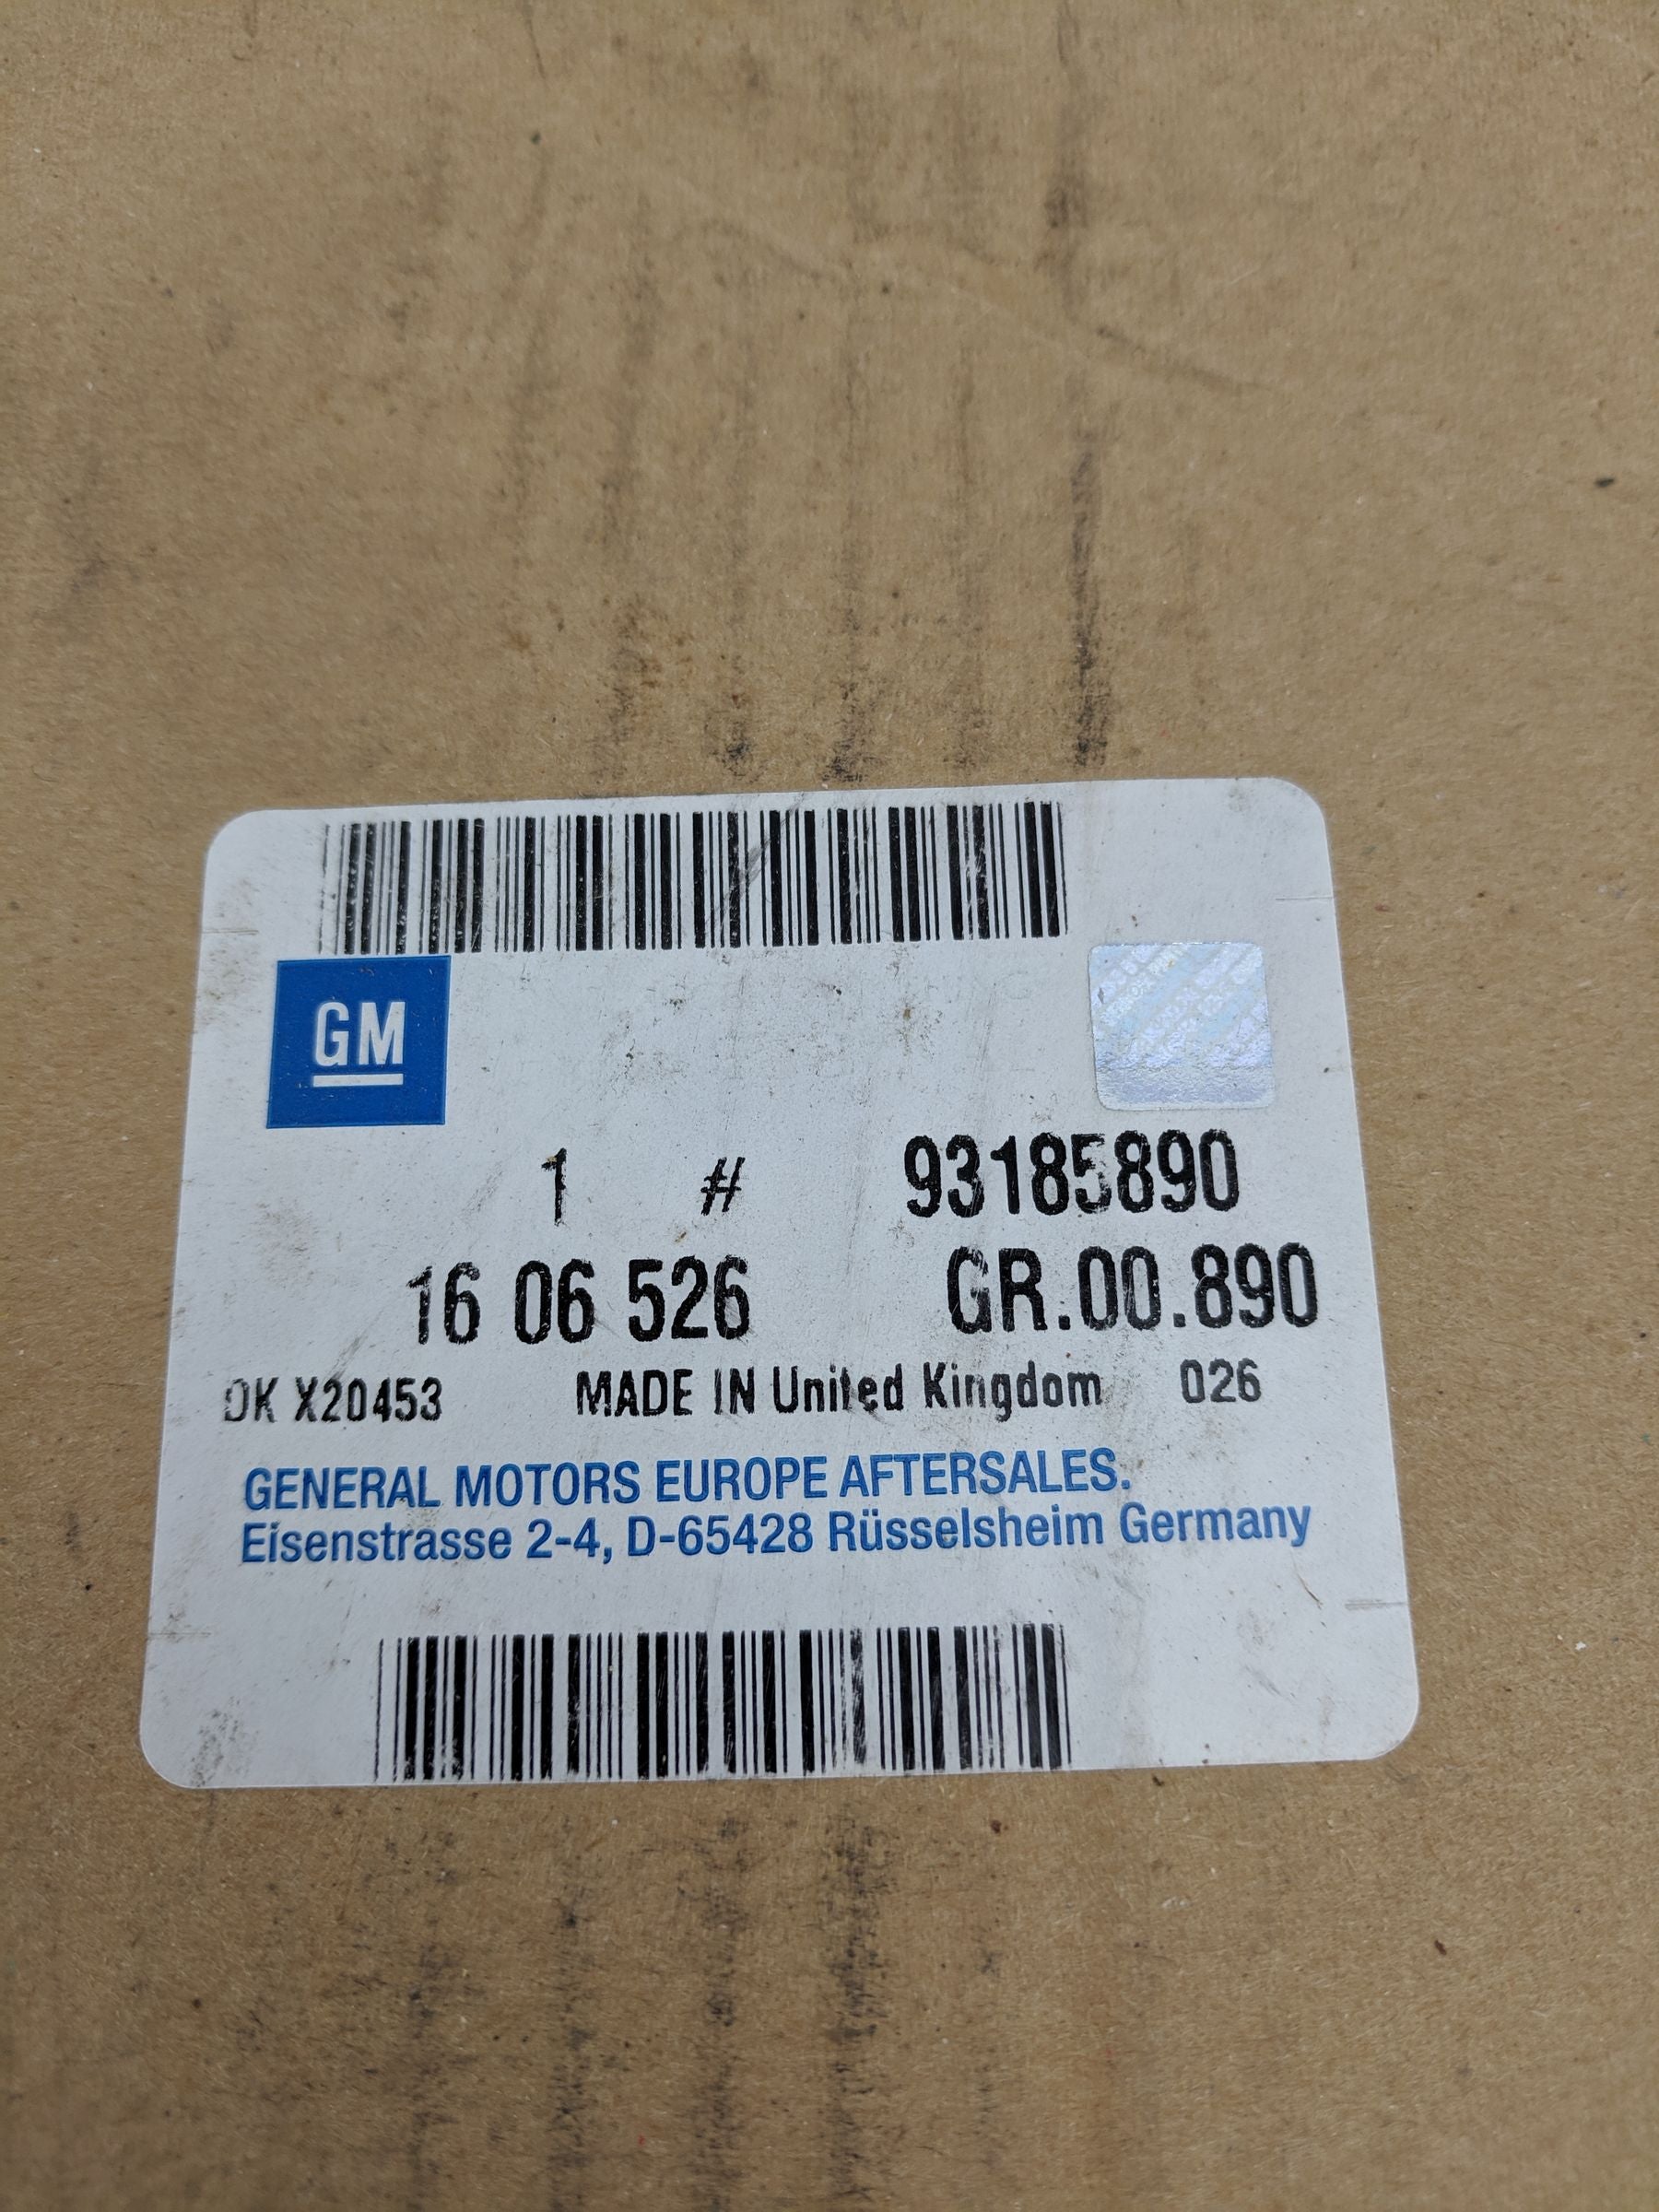 GM
1 # 93185890
16 06 526 GR.00.890
DK X20453 MADE IN United Kingdom 026
GENERAL MOTORS EUROPE AFTERSALES.
Eisenstrasse 2-4, D-65428 Rüsselsheim Germany